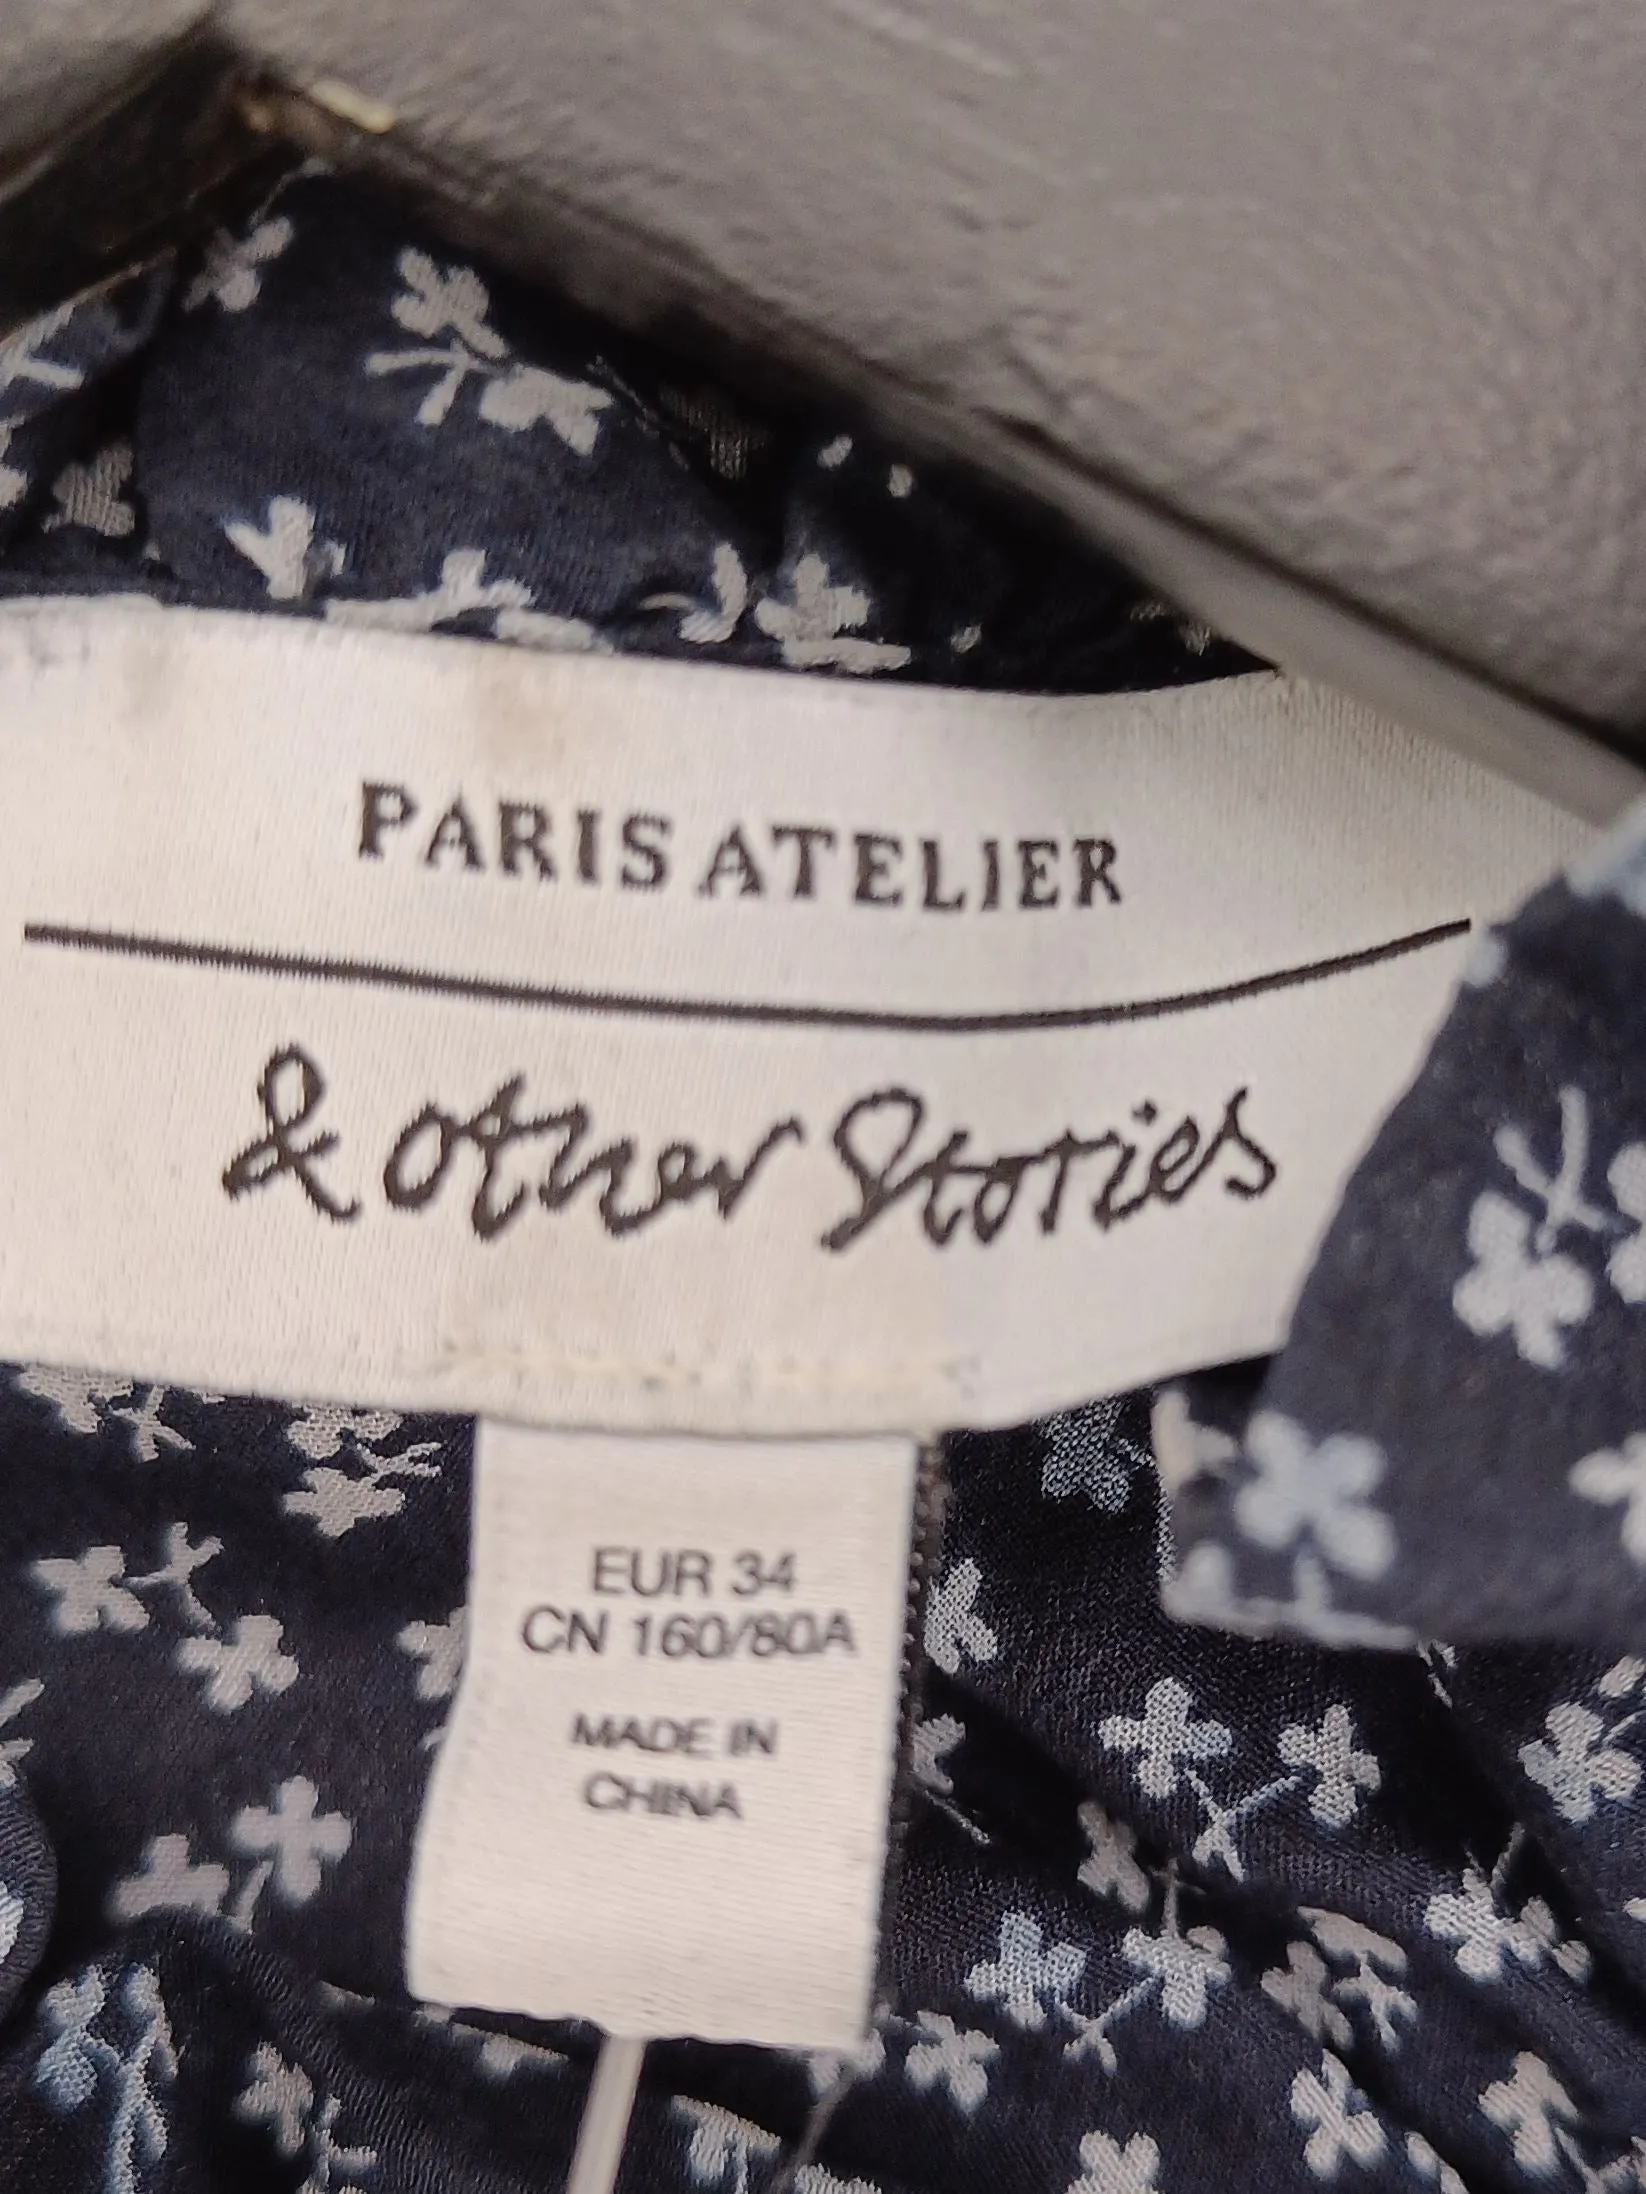 PARIS ATELIER
& other Stories
EUR 34
CN 160/80A
MADE IN
CHINA